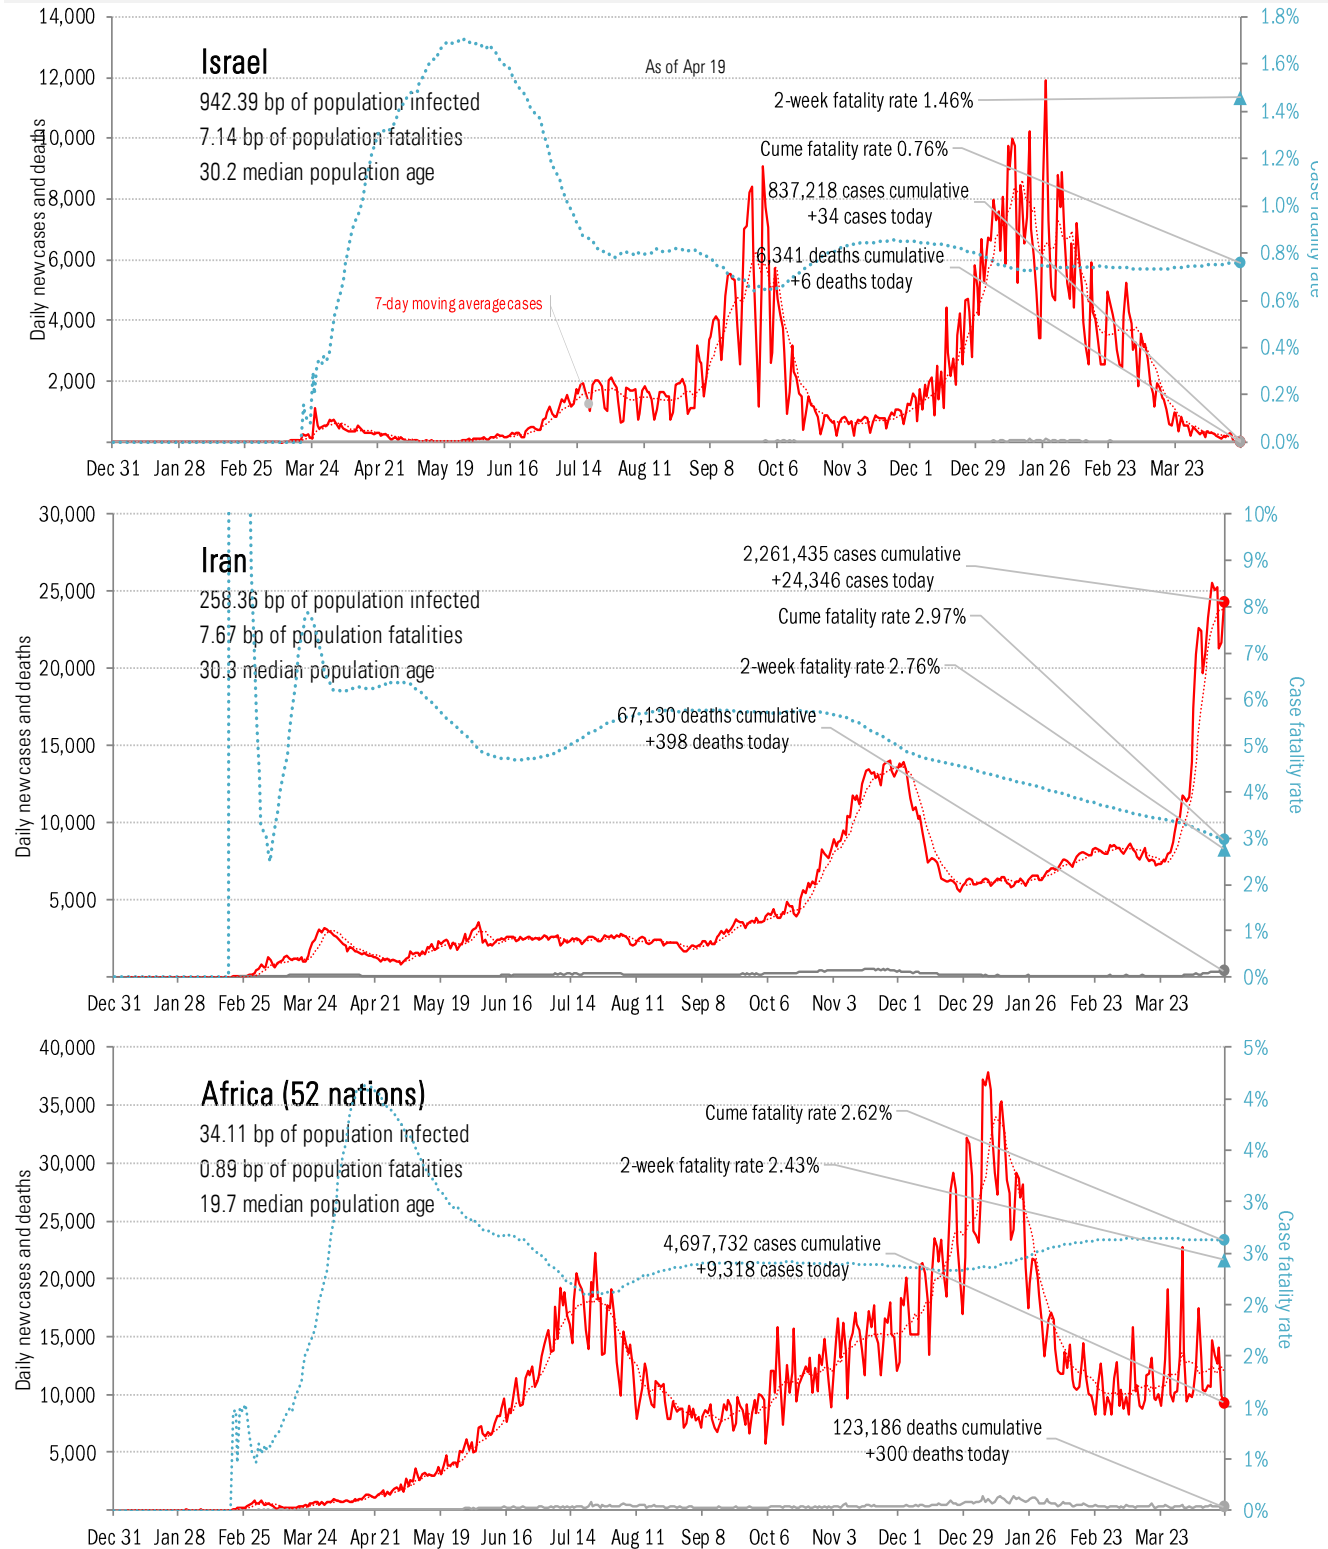 14,000
12,000
10,000
8,000
6,000
4,000
2,000
Daily new cases and deaths
Israel
942.39 bp of population infected
7.14 bp of population fatalities
30.2 median population age
As of Apr 19
2-week fatality rate 1.46%
Cume fatality rate 0.76%
837,218 cases cumulative
+34 cases today
6,341 deaths cumulative
+6 deaths today
7-day moving average cases
1.8%
1.6%
1.4%
1.2%
1.0%
0.8%
0.6%
0.4%
0.2%
0.0%
Case fatality rate
Dec 31 Jan 28 Feb 25 Mar 24 Apr 21 May 19 Jun 16 Jul 14 Aug 11 Sep 8 Oct 6 Nov 3 Dec 1 Dec 29 Jan 26 Feb 23 Mar 23
30,000
25,000
20,000
15,000
10,000
5,000
Daily new cases and deaths
Iran
258.36 bp of population infected
7.67 bp of population fatalities
30.3 median population age
2,261,435 cases cumulative
+24,346 cases today
Cume fatality rate 2.97%
2-week fatality rate 2.76%
67,130 deaths cumulative
+398 deaths today
10%
9%
8%
7%
6%
5%
4%
3%
2%
1%
0%
Case fatality rate
Dec 31 Jan 28 Feb 25 Mar 24 Apr 21 May 19 Jun 16 Jul 14 Aug 11 Sep 8 Oct 6 Nov 3 Dec 1 Dec 29 Jan 26 Feb 23 Mar 23
40,000
35,000
30,000
25,000
20,000
15,000
10,000
5,000
Daily new cases and deaths
Africa (52 nations)
34.11 bp of population infected
0.89 bp of population fatalities
19.7 median population age
Cume fatality rate 2.62%
2-week fatality rate 2.43%
4,697,732 cases cumulative
+9,318 cases today
123,186 deaths cumulative
+300 deaths today
5%
4%
4%
3%
3%
2%
2%
1%
1%
0%
Case fatality rate
Dec 31 Jan 28 Feb 25 Mar 24 Apr 21 May 19 Jun 16 Jul 14 Aug 11 Sep 8 Oct 6 Nov 3 Dec 1 Dec 29 Jan 26 Feb 23 Mar 23